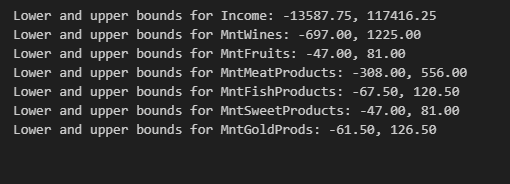 Lower and upper bounds for Income: -13587.75, 117416.25
Lower and upper bounds for MntWines: -697.00, 1225.00
Lower and upper bounds for MntFruits: -47.00, 81.00
Lower and upper bounds for MntMeatProducts: -308.00, 556.00
Lower and upper bounds for MntFishProducts: -67.50, 120.50
Lower and upper bounds for MntSweetProducts: -47.00, 81.00
Lower and upper bounds for MntGoldProds: -61.50, 126.50